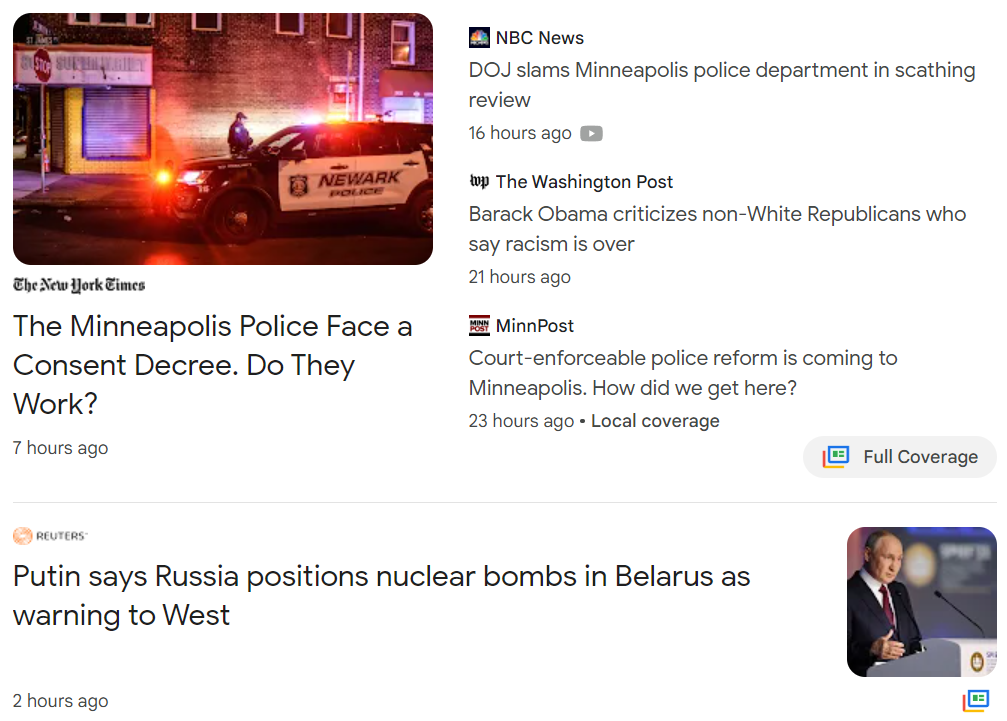 STOP
NEWARK
POLICE
The New York Times
The Minneapolis Police Face a
Consent Decree. Do They
Work?
7 hours ago
NBC News
DOJ slams Minneapolis police department in scathing
review
16 hours ago
wp The Washington Post
Barack Obama criticizes non-White Republicans who
say racism is over
21 hours ago
MINN
POST MinnPost
Court-enforceable police reform is coming to
Minneapolis. How did we get here?
23 hours ago • Local coverage
Full Coverage
REUTERS
Putin says Russia positions nuclear bombs in Belarus as
warning to West
2 hours ago